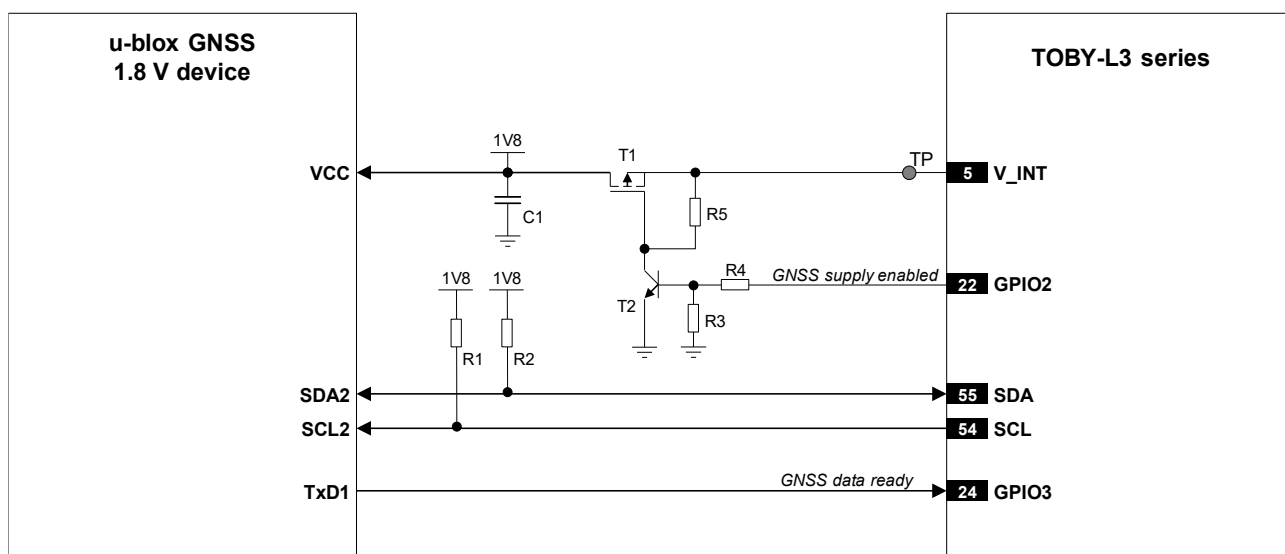 u-blox GNSS
1.8 V device
TOBY-L3 series
1V8
T1
TP
VCC
5
V_INT
C1
R5
R4
GNSS supply enabled
22
GPIO2
1V8
1V8
T2
R3
R1
R2
SDA2
55
SDA
SCL2
54
SCL
GNSS data ready
TxD1
24
GPIO3